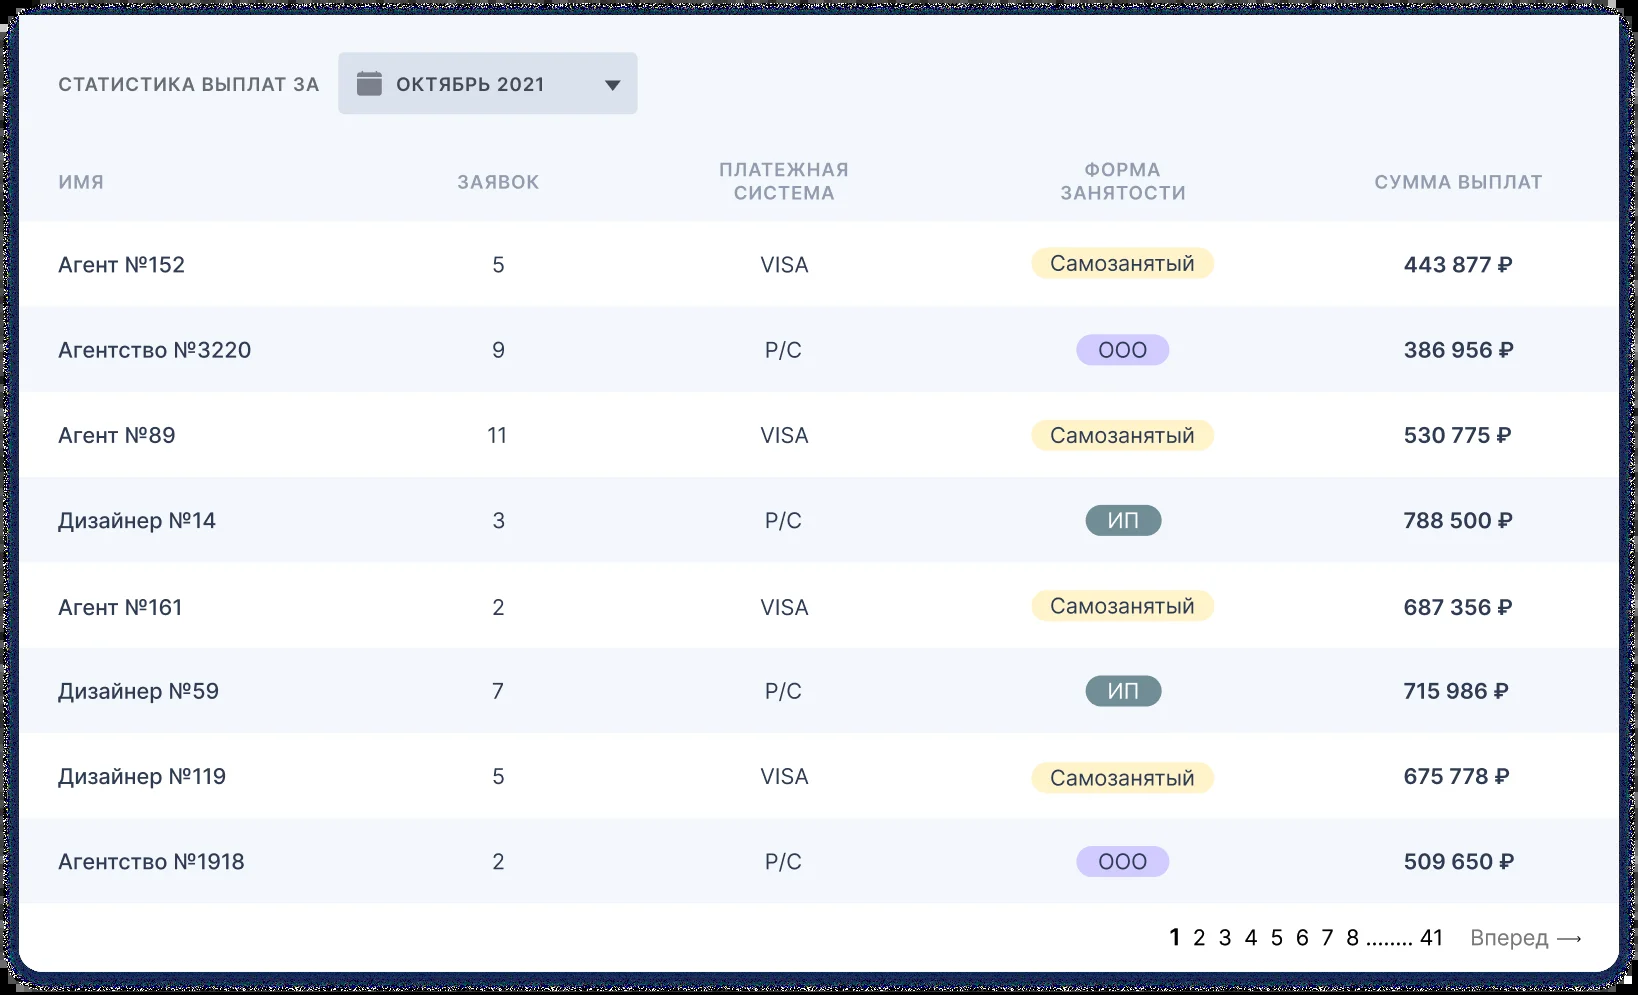 СТАТИСТИКА ВЫПЛАТ ЗА ОКТЯБРЬ 2021
ИМЯ ЗАЯВОК ПЛАТЕЖНАЯ СИСТЕМА ФОРМА ЗАНЯТОСТИ СУММА ВЫПЛАТ
Агент №152 5 VISA Самозанятый 443 877 ₽
Агентство №3220 9 Р/С ООО 386 956 ₽
Агент №89 11 VISA Самозанятый 530 775 ₽
Дизайнер №14 3 Р/С ИП 788 500 ₽
Агент №161 2 VISA Самозанятый 687 356 ₽
Дизайнер №59 7 Р/С ИП 715 986 ₽
Дизайнер №119 5 VISA Самозанятый 675 778 ₽
Агентство №1918 2 Р/С ООО 509 650 ₽
1 2 3 4 5 6 7 8 ........ 41 Вперед →